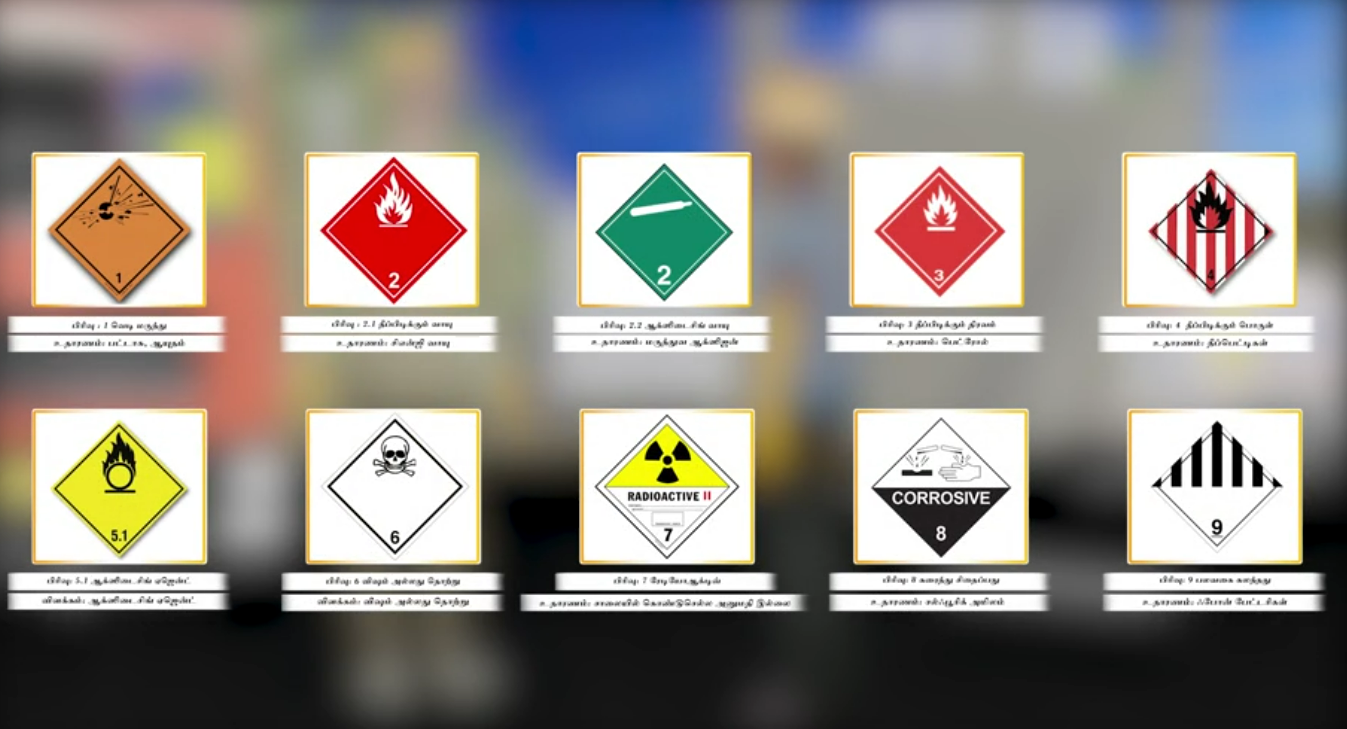 1
2
2
3
4
பிரிவு : 1 வெடி மருந்து
உதாரணம்: பட்டாசு, ஆயுதம்
பிரிவு : 2.1 தீப்பிடிக்கும் வாயு
உதாரணம்: சிஎன்ஜி வாயு
பிரிவு: 2.2 ஆக்ஸிடைசிங் வாயு
உதாரணம்: மருத்துவ ஆக்ஸிஜன்
பிரிவு: 3 தீப்பிடிக்கும் திரவம்
உதாரணம்: பெட்ரோல்
பிரிவு: 4 தீப்பிடிக்கும் பொருள்
உதாரணம்: தீப்பெட்டிகள்
5.1
6
RADIOACTIVE II
7
CORROSIVE
8
9
பிரிவு: 5.1 ஆக்ஸிடைசிங் ஏஜென்ட்
விளக்கம்: ஆக்ஸிடைசிங் ஏஜென்ட்
பிரிவு: 6 விஷம் அல்லது தொற்று
விளக்கம்: விஷம் அல்லது தொற்று
பிரிவு: 7 ரேடியோஆக்டிவ்
உதாரணம்: சாலையில் கொண்டுசெல்ல அனுமதி இல்லை
பிரிவு: 8 கரைந்து சிதைப்பது
உதாரணம்: சல்ஃபூரிக் அமிலம்
பிரிவு: 9 பலவகை கலந்தது
உதாரணம்: ஃபோன் பேட்டரிகள்